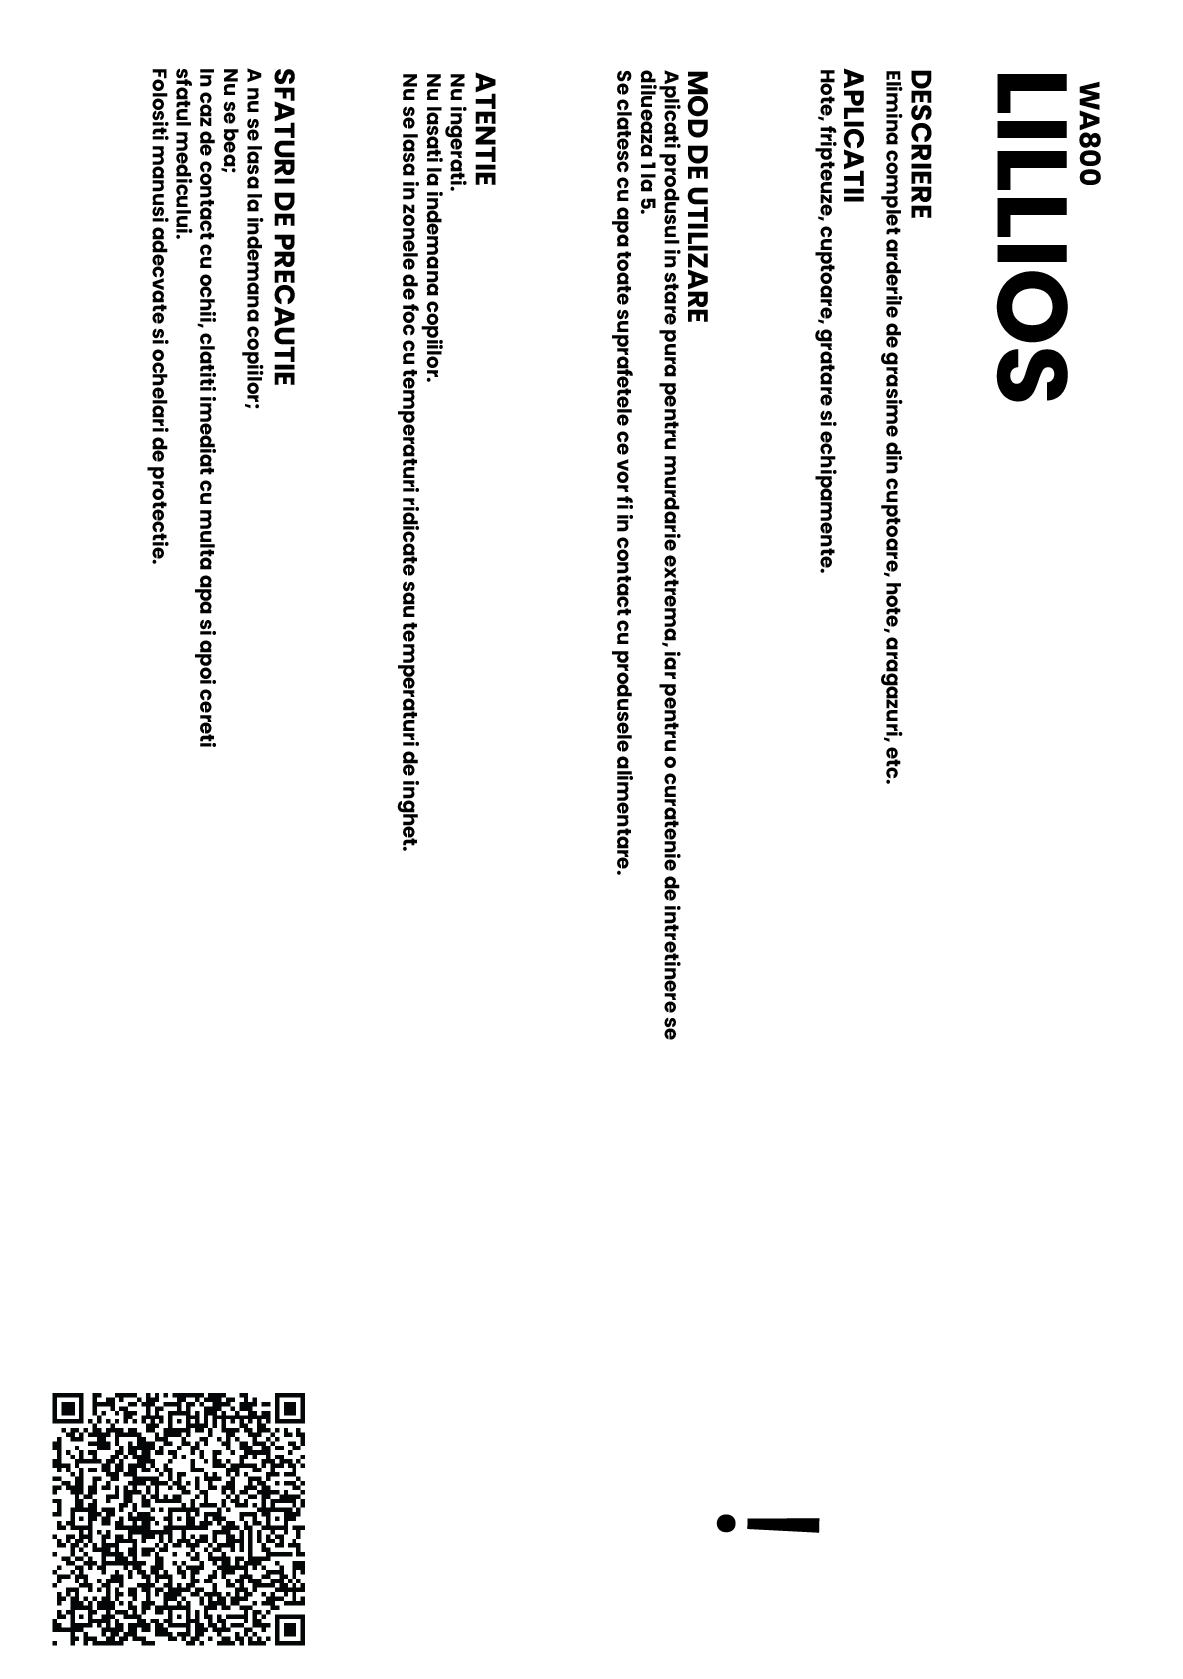 WA800
LILLIOS
DESCRIERE
Elimina complet arderile de grasime din cuptoare, hote, aragazuri, etc.
APLICATII
Hote, fripteuze, cuptoare, gratare si echipamente.
MOD DE UTILIZARE
Aplicati produsul in stare pura pentru murdarie extrema, iar pentru o curatenie de intretinere se
dilueaza 1 la 5.
Se clatesc cu apa toate suprafetele ce vor fi in contact cu produsele alimentare.
ATENTIE
Nu ingerati.
Nu lasati la indemana copiilor.
Nu se lasa in zonele de foc cu temperaturi ridicate sau temperaturi de inghet.
SFATURI DE PRECAUTIE
A nu se lasa la indemana copiilor;
Nu se bea;
In caz de contact cu ochii, clatiti imediat cu multa apa si apoi cereti
sfatul medicului.
Folositi manusi adecvate si ochelari de protectie.
!